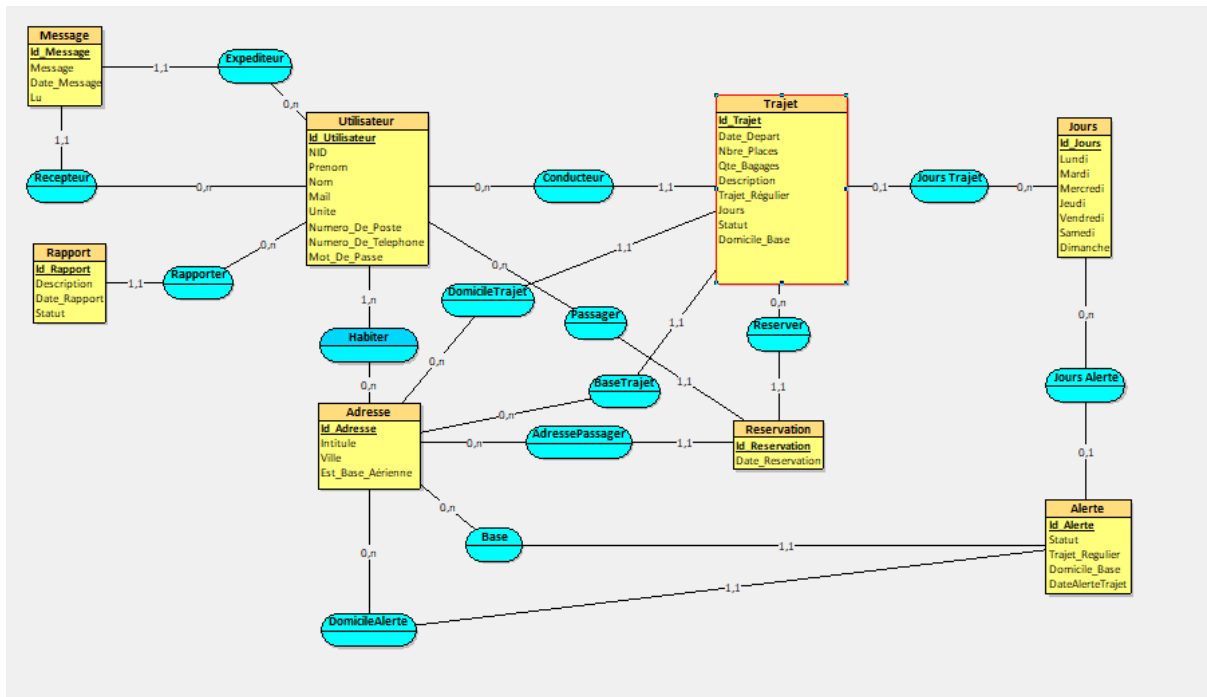 Message
Id_Message
Message
Date_Message
Lu
1,1
Expediteur
0,n
1,1
Recepteur
0,n
Utilisateur
Id_Utilisateur
NID
Prenom
Nom
Mail
Unite
Numero_De_Poste
Numero_De_Telephone
Mot_De_Passe
0,n
Conducteur
1,1
Trajet
Id_Trajet
Date_Depart
Nbre_Places
Qte_Bagages
Description
Trajet_Régulier
Jours
Statut
Domicile_Base
0,1
Jours Trajet
0,n
Jours
Id_Jours
Lundi
Mardi
Mercredi
Jeudi
Vendredi
Samedi
Dimanche
Rapport
Id_Rapport
Description
Date_Rapport
Statut
1,1
Rapporter
0,n
1,n
Habiter
0,n
DomicileTrajet
1,1
0,n
0,n
Passager
1,1
BaseTrajet
1,1
0,n
0,n
Reserver
1,1
0,n
Jours Alerte
0,1
Adresse
Id_Adresse
Intitule
Ville
Est_Base_Aérienne
0,n
AdressePassager
1,1
Reservation
Id_Reservation
Date_Reservation
0,n
Base
1,1
0,n
DomicileAlerte
1,1
Alerte
Id_Alerte
Statut
Trajet_Regulier
Domicile_Base
DateAlerteTrajet